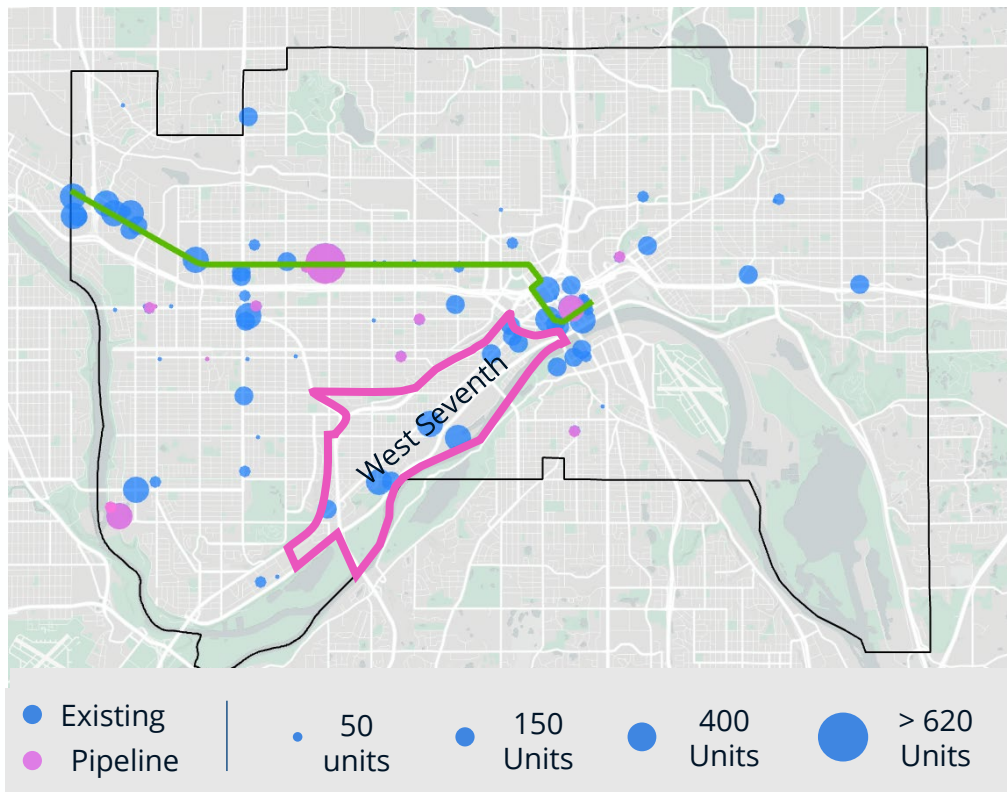 West Seventh
Existing
Pipeline
50
units
150
Units
400
Units
> 620
Units